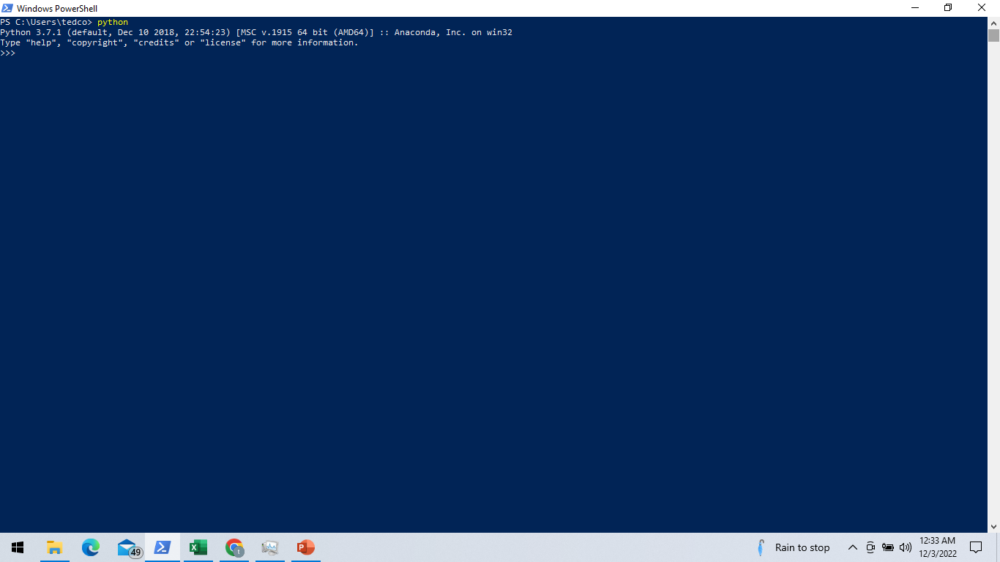 Windows PowerShell
PS C:\Users\tedco> python
Python 3.7.1 (default, Dec 10 2018, 22:54:23) [MSC v.1915 64 bit (AMD64)] :: Anaconda, Inc. on win32
Type "help", "copyright", "credits" or "license" for more information.
>>>
49
Rain to stop
12:33 AM
12/3/2022